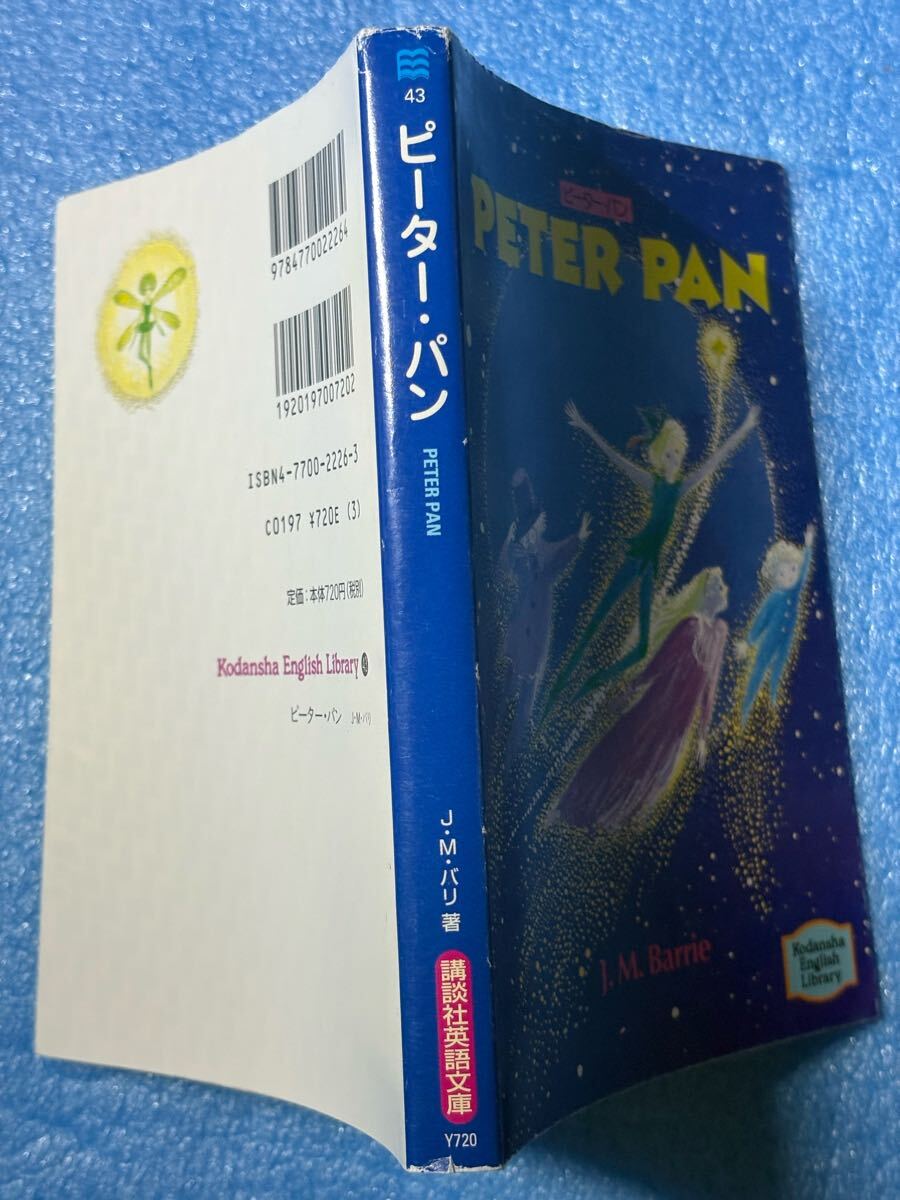 9784770022264
1920197007202
ISBN4-7700-2226-3
C0197 ¥720E (3)
定価:本体720円(税別)
Kodansha English Library
ピーター・パン J・M・バリ
43
ピーター・パン
PETER PAN
J・M・バリ 著
講談社英語文庫
Y720
ピーター・パン
PETER PAN
J. M. Barrie
Kodansha
English
Library